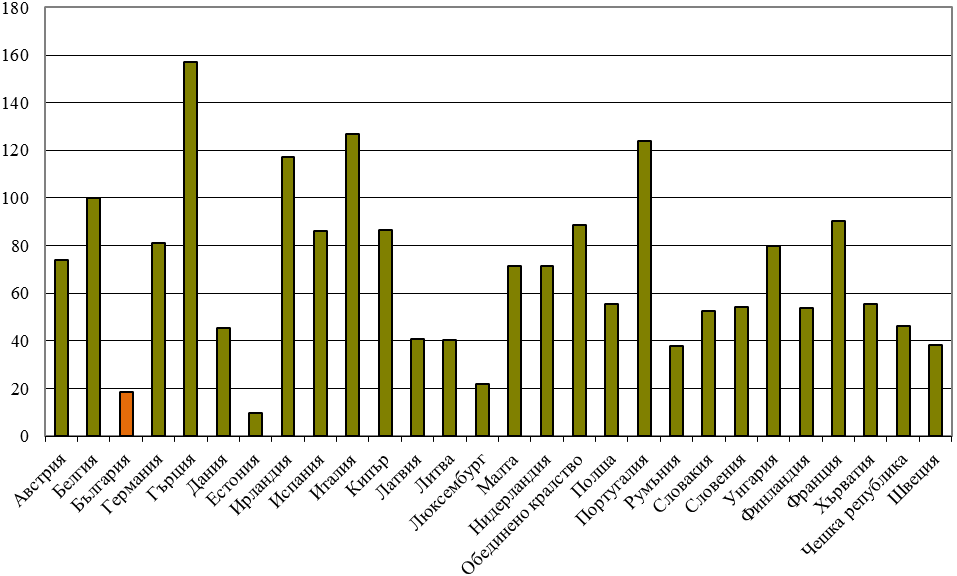 180
160
140
120
100
80
60
40
20
0
Австрия
Белгия
България
Германия
Гърция
Дания
Естония
Ирландия
Испания
Италия
Кипър
Латвия
Литва
Люксембург
Малта
Нидерландия
Обединено кралство
Полша
Португалия
Румъния
Словакия
Словения
Унгария
Финландия
Франция
Хърватия
Чешка република
Швеция